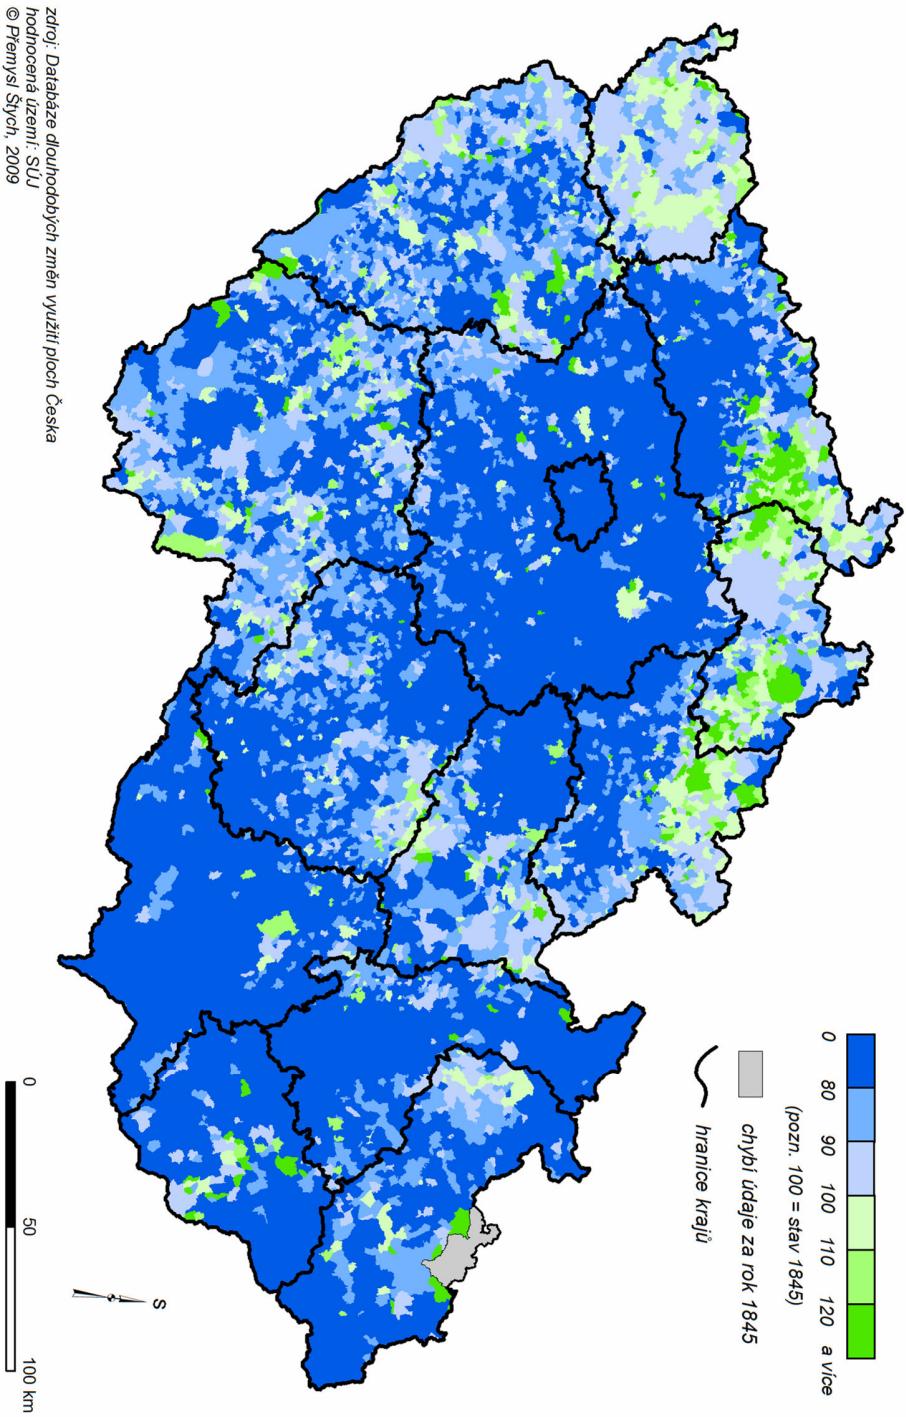 0 80 90 100 110 120 a více
(pozn. 100 = stav 1845)
chybí údaje za rok 1845
hranice krajů
S
0 50 100 km
zdroj: Databáze dlouhodobých změn využití ploch Česka
hodnocená území: SÚJ
© Přemysl Štych, 2009